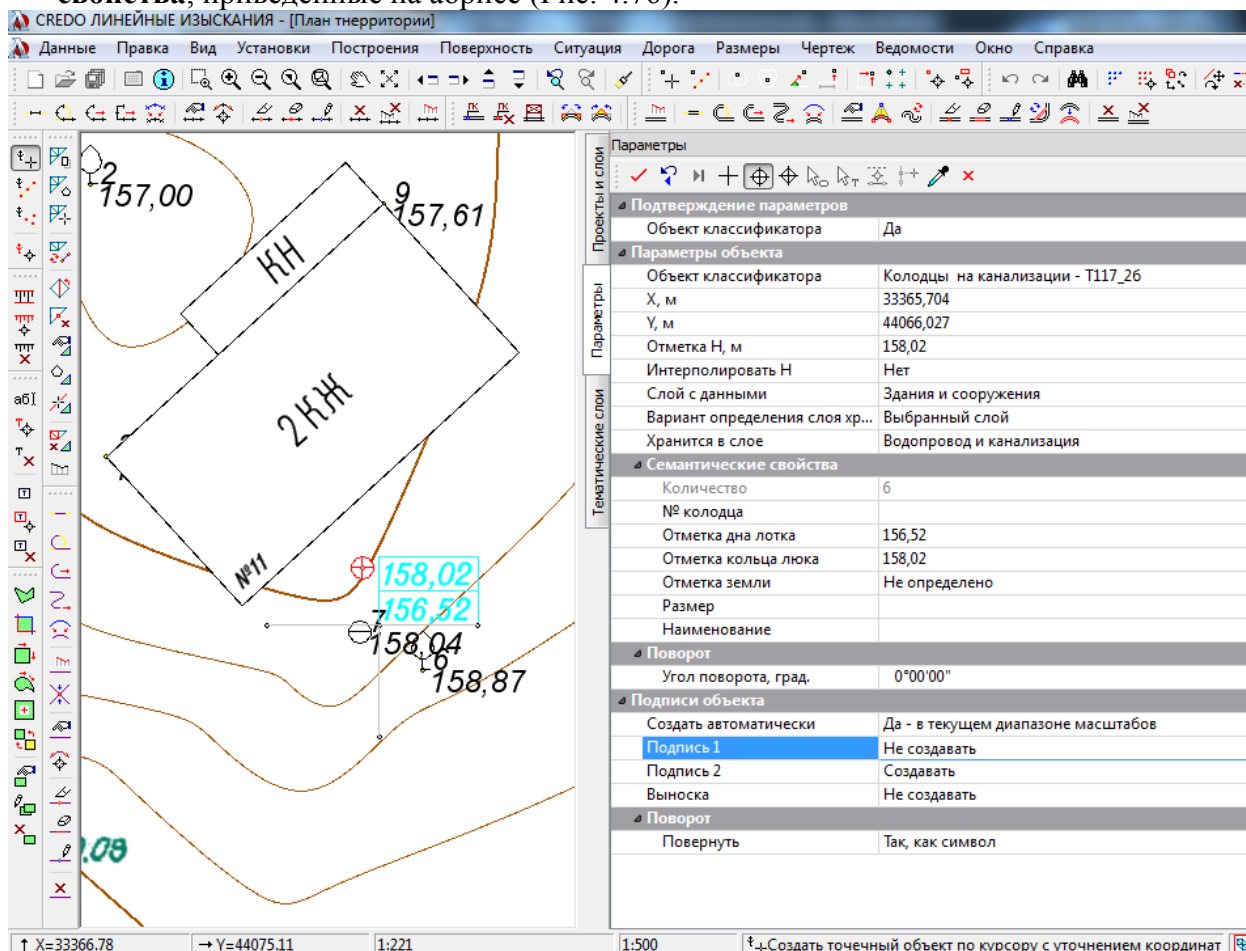 свойства, приведенные на абрисе (Рис. 4.76).
CREDO ЛИНЕЙНЫЕ ИЗЫСКАНИЯ - [План тнерритории]
Данные Правка Вид Установки Построения Поверхность Ситуация Дорога Размеры Чертеж Ведомости Окно Справка
Параметры
Проекты и слои
Параметры
Тематические слои
Подтверждение параметров
Объект классификатора Да
Параметры объекта
Объект классификатора Колодцы на канализации - T117_26
X, м 33365,704
Y, м 44066,027
Отметка H, м 158,02
Интерполировать H Нет
Слой с данными Здания и сооружения
Вариант определения слоя хр... Выбранный слой
Хранится в слое Водопровод и канализация
Семантические свойства
Количество 6
№ колодца
Отметка дна лотка 156,52
Отметка кольца люка 158,02
Отметка земли Не определено
Размер
Наименование
Поворот
Угол поворота, град. 0°00'00"
Подписи объекта
Создать автоматически Да - в текущем диапазоне масштабов
Подпись 1 Не создавать
Подпись 2 Создавать
Выноска Не создавать
Поворот
Повернуть Так, как символ
2
157,00
9
157,61
КН
2КЖ
№11
158,02
156,52
7
158,04
6
158,87
.08
X=33366.78 Y=44075.11 1:221 1:500 Создать точечный объект по курсору с уточнением координат